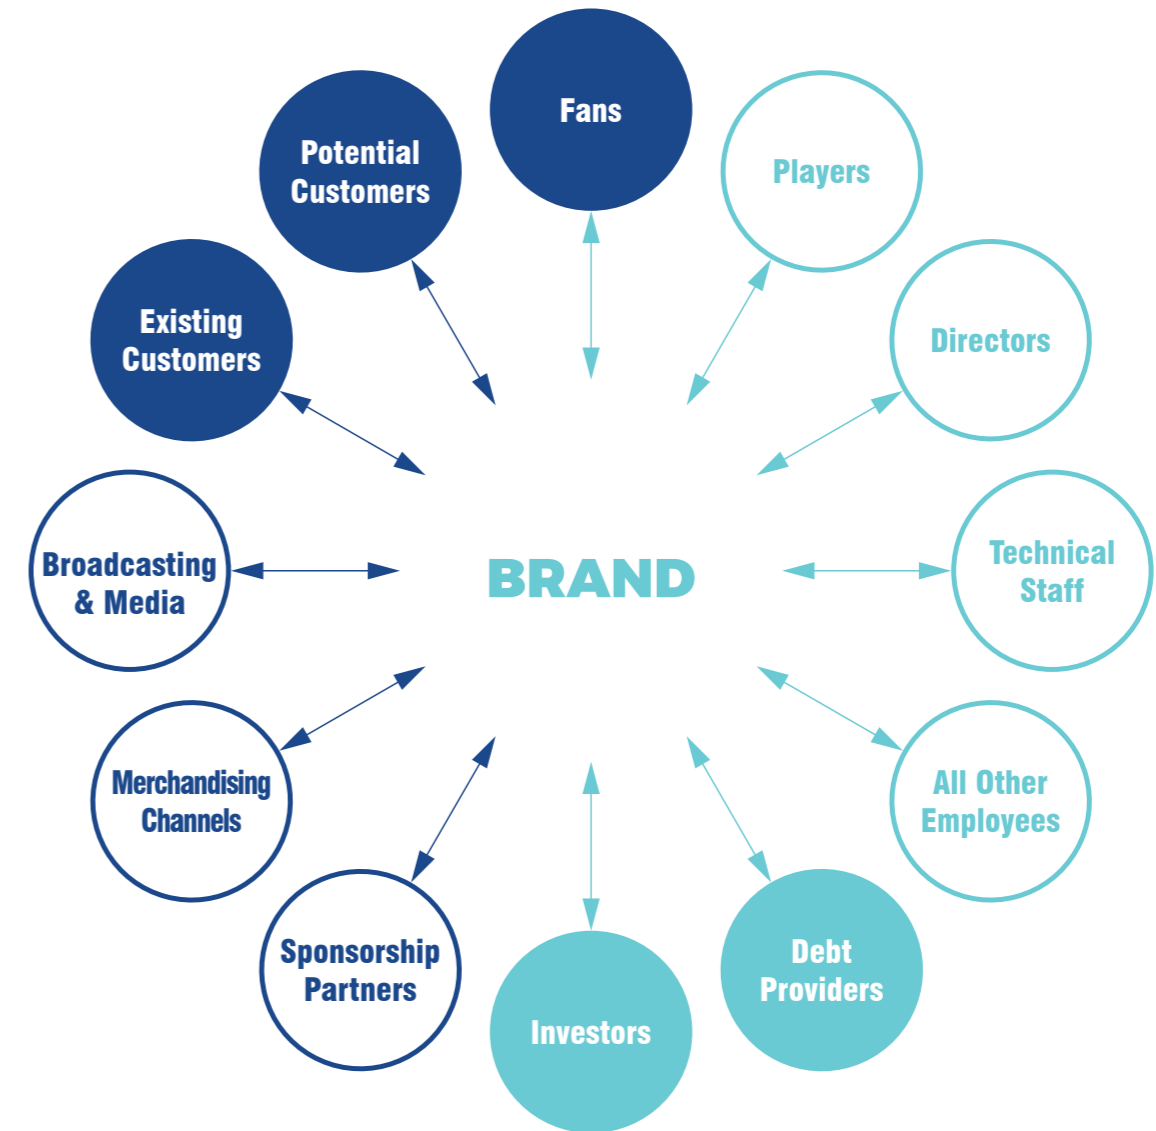 Fans
Potential
Customers
Players
Existing
Customers
Directors
Broadcasting
& Media
BRAND
Technical
Staff
Merchandising
Channels
All Other
Employees
Sponsorship
Partners
Debt
Providers
Investors